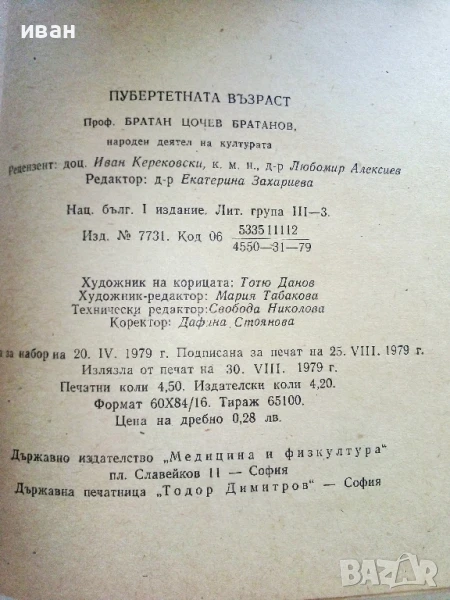 иван
ПУБЕРТЕТНАТА ВЪЗРАСТ
Проф. БРАТАН ЦОЧЕВ БРАТАНОВ,
народен деятел на културата
Рецензент: доц. Иван Керековски, к. м. н., д-р Любомир Алексиев
Редактор: д-р Екатерина Захариева
Нац. бълг. I издание. Лит. група III—3.
Изд. № 7731. Код 06 5335111­12
4550—31—79
Художник на корицата: Тотю Данов
Художник-редактор: Мария Табакова
Технически редактор:Свобода Николова
Коректор: Дафина Стоянова
за набор на 20. IV. 1979 г. Подписана за печат на 25. VIII. 1979 г.
Излязла от печат на 30. VIII. 1979 г.
Печатни коли 4,50. Издателски коли 4,20.
Формат 60X84/16. Тираж 65100.
Цена на дребно 0,28 лв.
Държавно издателство „Медицина и физкултура“
пл. Славейков 11 — София
Държавна печатница „Тодор Димитров“ — София
BAZAR.bg